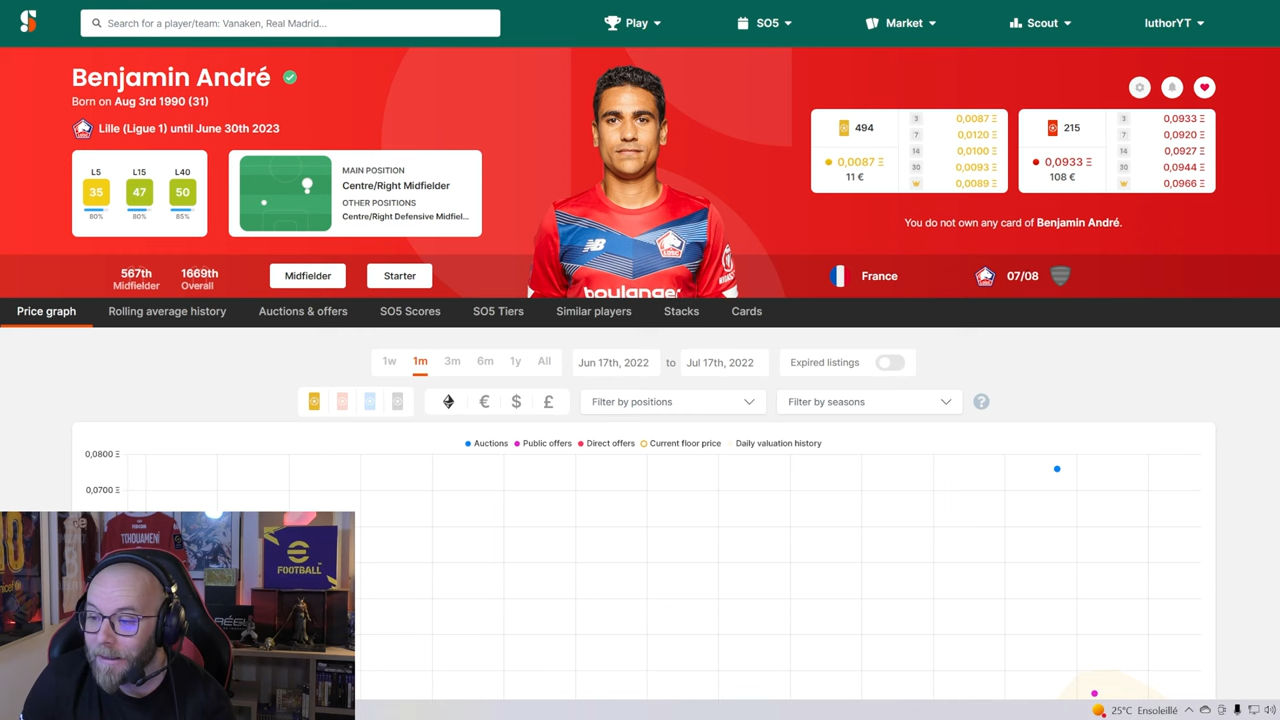 Search for a player/team: Vanaken, Real Madrid...
Play
SO5
Market
Scout
luthorYT
Benjamin André
Born on Aug 3rd 1990 (31)
Lille (Ligue 1) until June 30th 2023
L5 L15 L40
35 47 50
80% 80% 85%
MAIN POSITION
Centre/Right Midfielder
OTHER POSITIONS
Centre/Right Defensive Midfiel...
567th 1669th
Midfielder Overall
Midfielder
Starter
boulanger
LOSC
494
0,0087 Ξ
11 €
3 0,0087 Ξ
7 0,0120 Ξ
14 0,0100 Ξ
30 0,0093 Ξ
0,0089 Ξ
215
0,0933 Ξ
108 €
3 0,0933 Ξ
7 0,0920 Ξ
14 0,0927 Ξ
30 0,0944 Ξ
0,0966 Ξ
You do not own any card of Benjamin André.
France
07/08
Price graph
Rolling average history
Auctions & offers
SO5 Scores
SO5 Tiers
Similar players
Stacks
Cards
1w 1m 3m 6m 1y All
Jun 17th, 2022 to Jul 17th, 2022
Expired listings
€ $ £
Filter by positions
Filter by seasons
?
Auctions Public offers Direct offers Current floor price Daily valuation history
0,0800 Ξ
0,0700 Ξ
TCHOUAMENÍ
FOOTBALL
25°C Ensoleillé